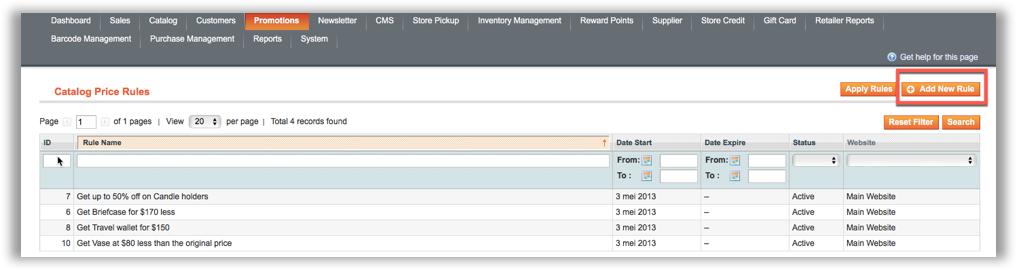 Dashboard Sales Catalog Customers Promotions Newsletter CMS Store Pickup Inventory Management Reward Points Supplier Store Credit Gift Card Retailer Reports
Barcode Management Purchase Management Reports System
Get help for this page
Catalog Price Rules Apply Rules Add New Rule
Page 1 of 1 pages | View 20 per page | Total 4 records found Reset Filter Search
ID Rule Name ↑ Date Start Date Expire Status Website
From: From:
To : To :
7 Get up to 50% off on Candle holders 3 mei 2013 -- Active Main Website
6 Get Briefcase for $170 less 3 mei 2013 -- Active Main Website
8 Get Travel wallet for $150 3 mei 2013 -- Active Main Website
10 Get Vase at $80 less than the original price 3 mei 2013 -- Active Main Website